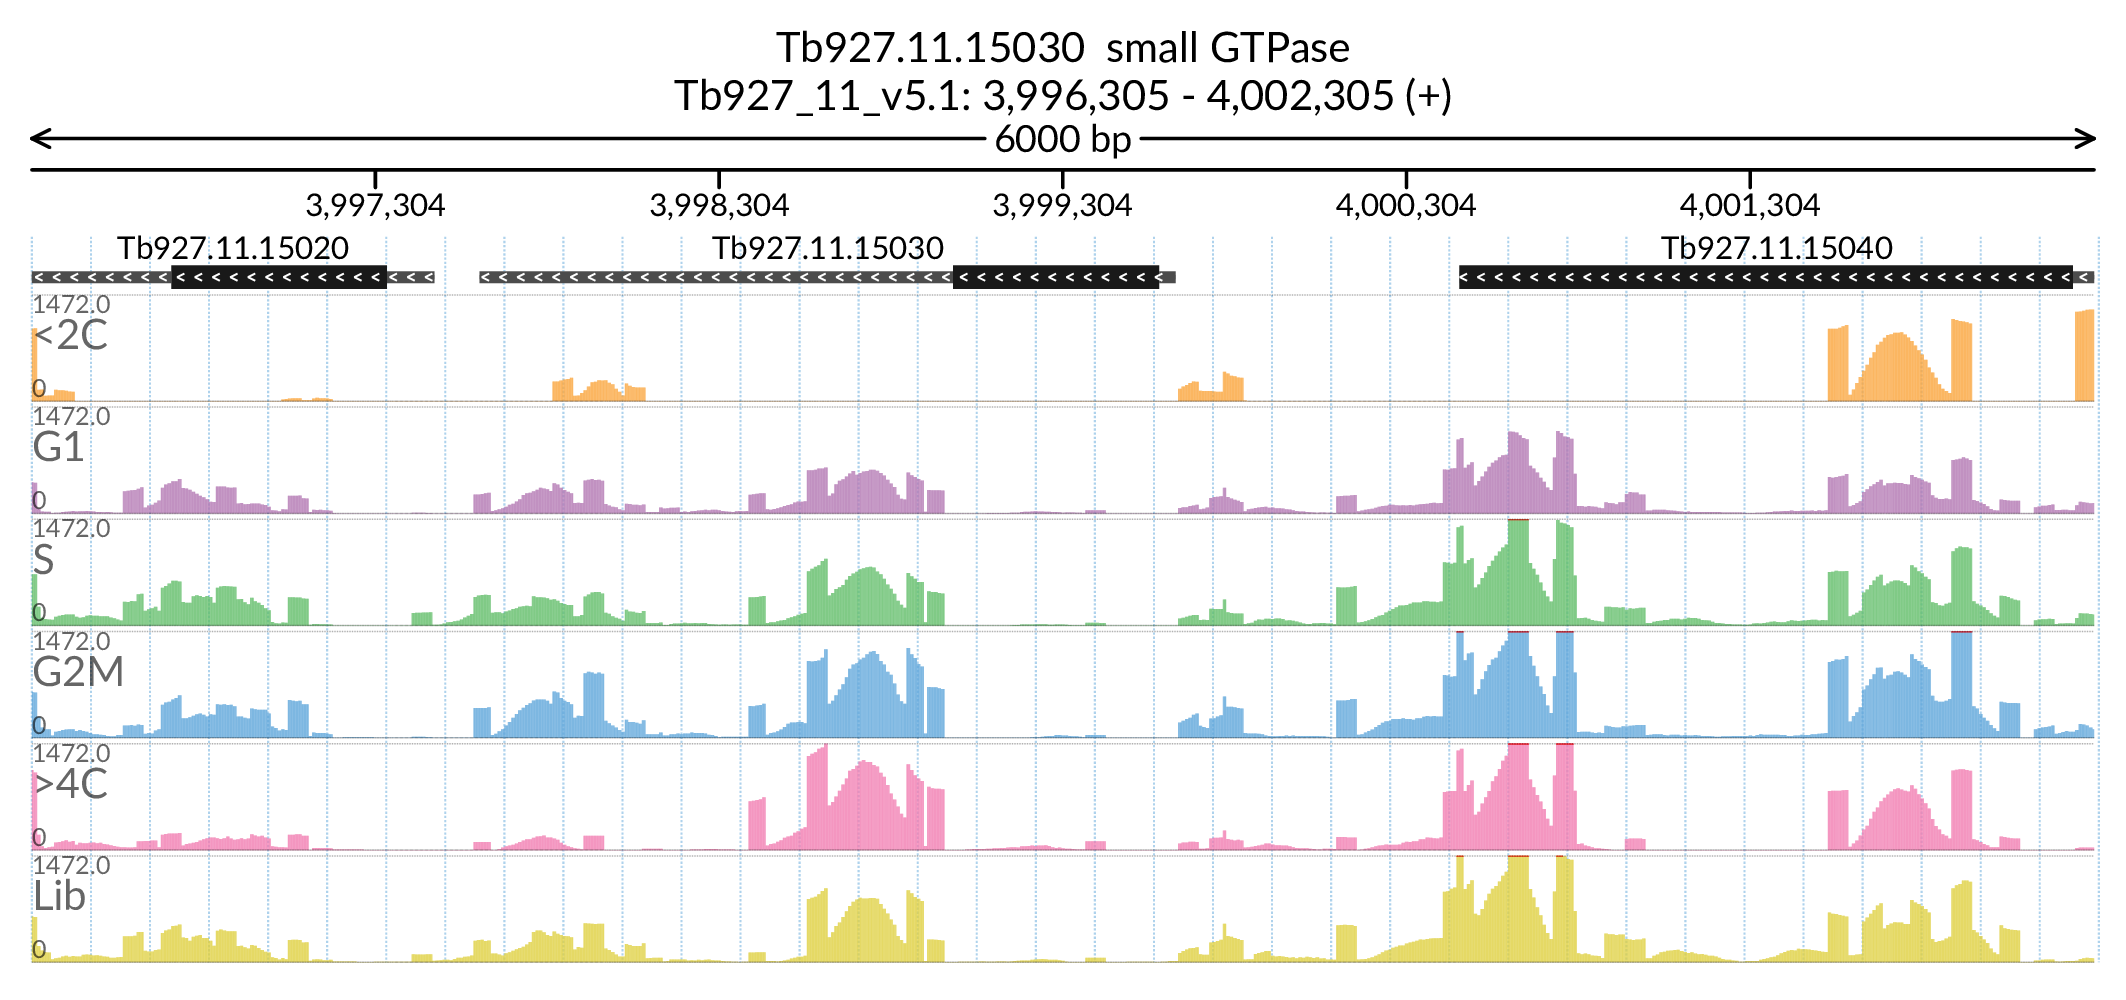 Tb927.11.15030  small GTPase
Tb927_11_v5.1: 3,996,305 - 4,002,305 (+)
6000 bp
3,997,304 3,998,304 3,999,304 4,000,304 4,001,304
Tb927.11.15020 Tb927.11.15030 Tb927.11.15040
1472.0
<2C
0
1472.0
G1
0
1472.0
S
0
1472.0
G2M
0
1472.0
>4C
0
1472.0
Lib
0